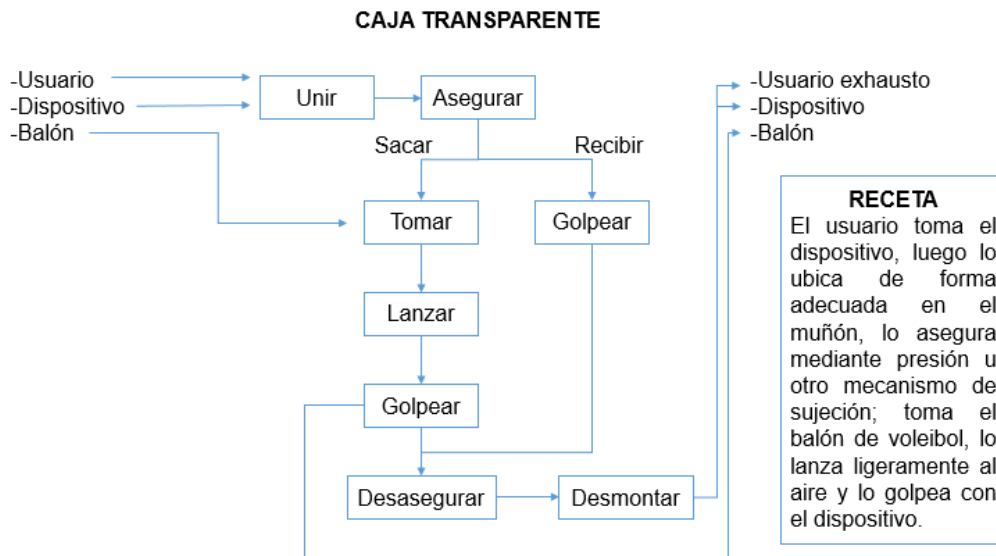 CAJA TRANSPARENTE
-Usuario
-Dispositivo
-Balón
Unir
Asegurar
-Usuario exhausto
-Dispositivo
-Balón
Sacar
Recibir
Tomar
Golpear
Lanzar
Golpear
Desasegurar
Desmontar
RECETA
El usuario toma el
dispositivo, luego lo
ubica de forma
adecuada en el
muñón, lo asegura
mediante presión u
otro mecanismo de
sujeción; toma el
balón de voleibol, lo
lanza ligeramente al
aire y lo golpea con
el dispositivo.